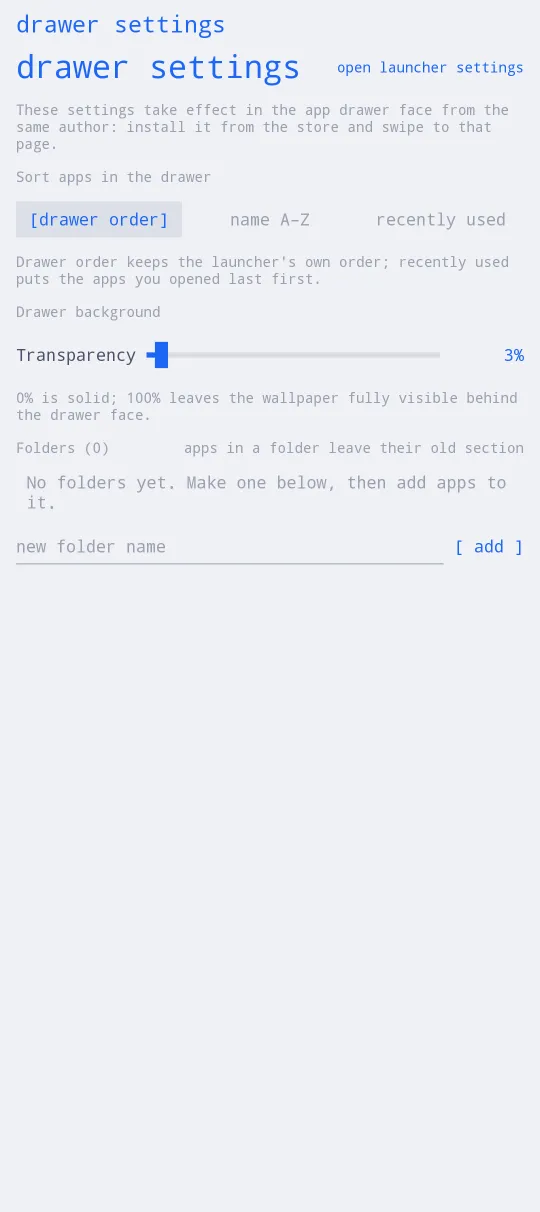 drawer settings
drawer settings
open launcher settings
These settings take effect in the app drawer face from the
same author: install it from the store and swipe to that
page.
Sort apps in the drawer
[drawer order] name A–Z recently used
Drawer order keeps the launcher's own order; recently used
puts the apps you opened last first.
Drawer background
Transparency 3%
0% is solid; 100% leaves the wallpaper fully visible behind
the drawer face.
Folders (0) apps in a folder leave their old section
No folders yet. Make one below, then add apps to
it.
new folder name [ add ]